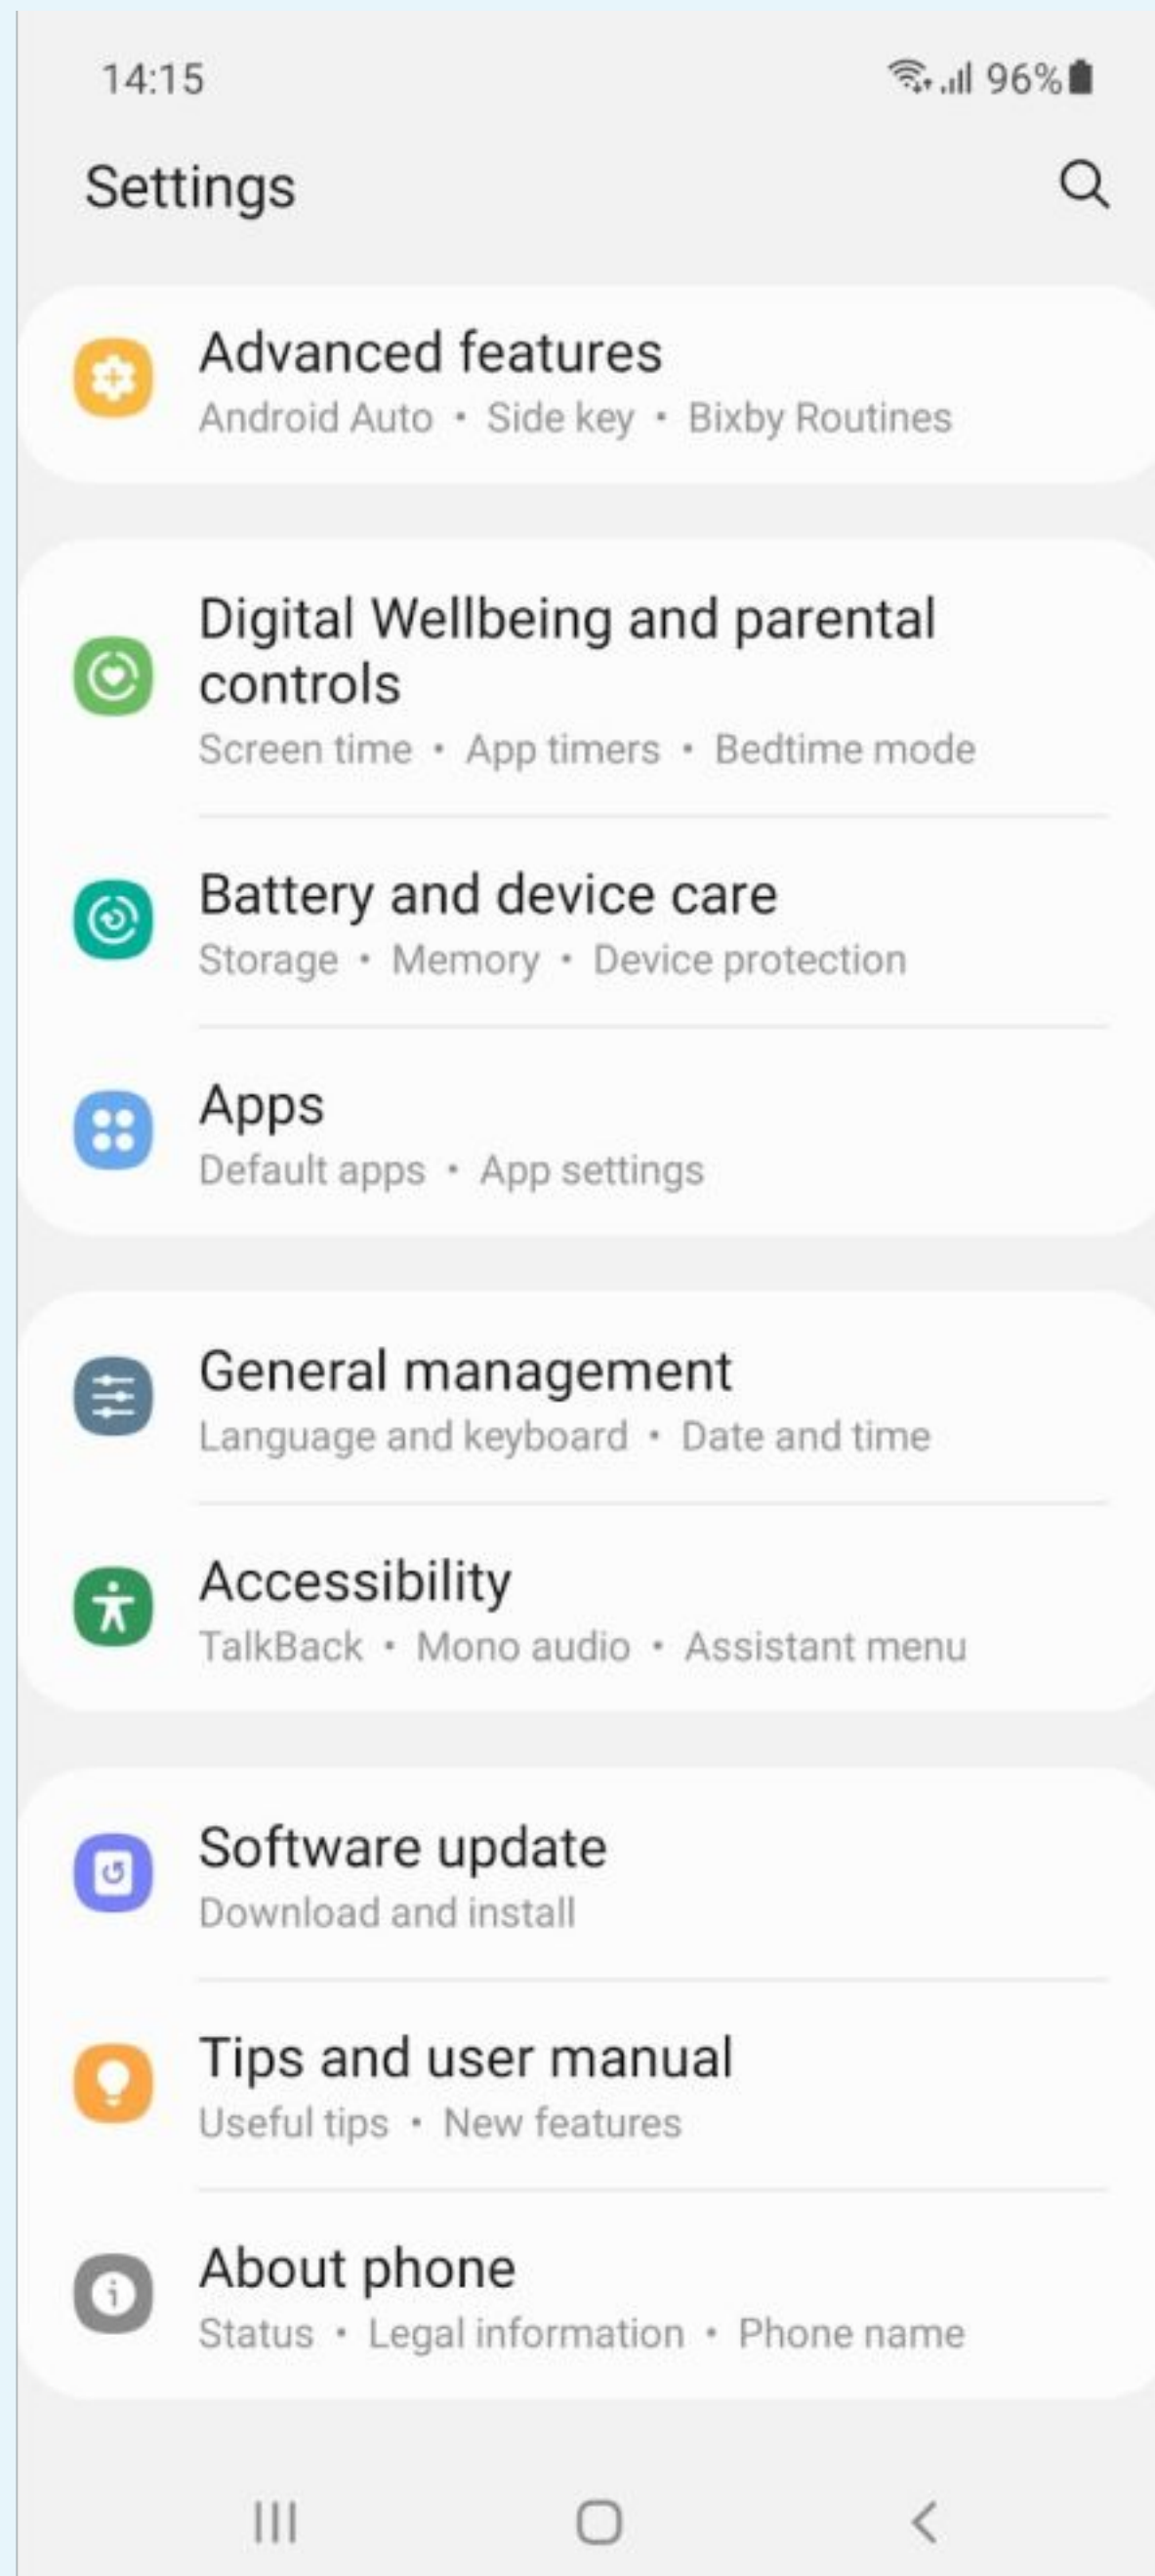 14:15 96%
Settings
Advanced features
Android Auto • Side key • Bixby Routines
Digital Wellbeing and parental
controls
Screen time • App timers • Bedtime mode
Battery and device care
Storage • Memory • Device protection
Apps
Default apps • App settings
General management
Language and keyboard • Date and time
Accessibility
TalkBack • Mono audio • Assistant menu
Software update
Download and install
Tips and user manual
Useful tips • New features
About phone
Status • Legal information • Phone name